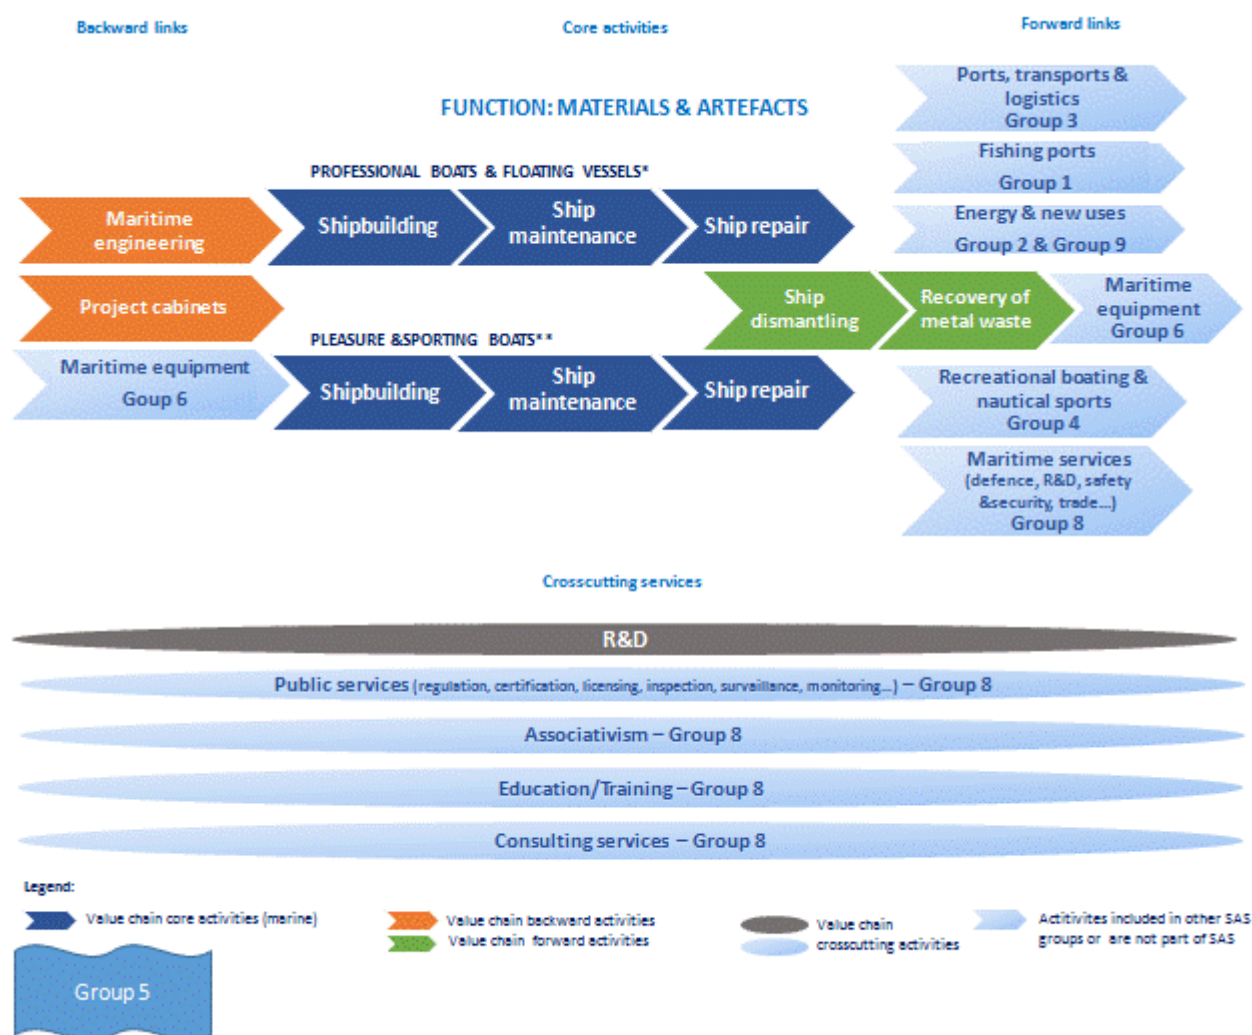 Backward links
Core activities
Forward links
FUNCTION: MATERIALS & ARTEFACTS
Ports, transports &
logistics
Group 3
Fishing ports
Group 1
Energy & new uses
Group 2 & Group 9
PROFESSIONAL BOATS & FLOATING VESSELS*
Maritime
engineering
Shipbuilding
Ship
maintenance
Ship repair
Project cabinets
Ship
dismantling
Recovery of
metal waste
Maritime
equipment
Group 6
PLEASURE &SPORTING BOATS**
Maritime equipment
Goup 6
Shipbuilding
Ship
maintenance
Ship repair
Recreational boating &
nautical sports
Group 4
Maritime services
(defence, R&D, safety
&security, trade...)
Group 8
Crosscutting services
R&D
Public services (regulation, certification, licensing, inspection, survaillance, monitoring...) – Group 8
Associativism – Group 8
Education/Training – Group 8
Consulting services – Group 8
Legend:
Value chain core activities (marine)
Value chain backward activities
Value chain forward activities
Value chain
crosscutting activities
Actitivites included in other SAS
groups or are not part of SAS
Group 5